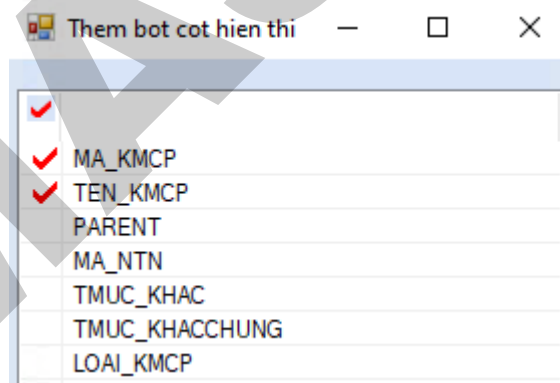 Them bot cot hien thi
MA_KMCP
TEN_KMCP
PARENT
MA_NTN
TMUC_KHAC
TMUC_KHACCHUNG
LOAI_KMCP